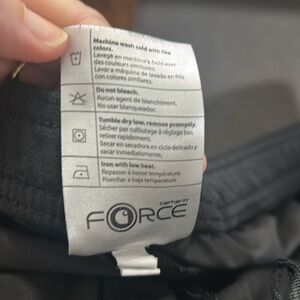 Machine wash cold with like
colors.
Lavage en machine à froid avec
des couleurs similaires.
Lavar a máquina de lavado en frío
con colores similares.
Do not bleach.
Aucun agent de blanchiment.
No usar blanqueador.
Tumble dry low, remove promptly.
Sécher par culbutage à réglage bas,
retirer rapidement.
Secar en secadora en ciclo delicado y
sacar inmediatamente.
Iron with low heat.
Repasser à basse température.
Planchar a baja temperatura.
carhartt
FORCE